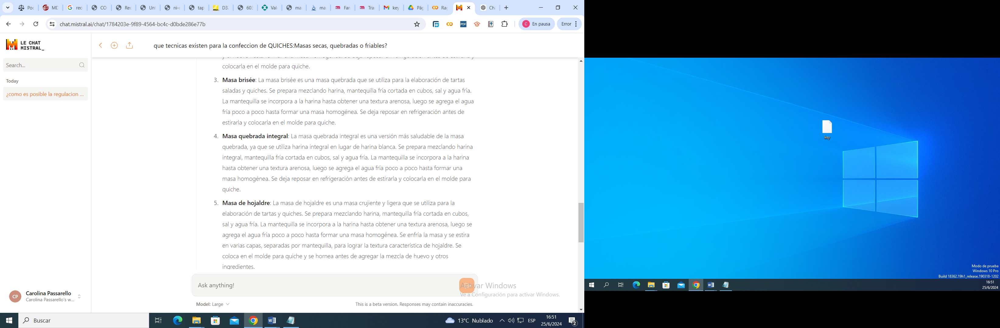 Poc
MD
rec
CO
Rec
Unt
ni-r
tap
D3
603
Val
ma
ma
Far
Tra
key
Pág
Rag
Ch
chat.mistral.ai/chat/1784203e-9f89-4564-bc4c-d0bde286e77b
PDF
C En pausa
Error
LE CHAT
MISTRAL_
que tecnicas existen para la confeccion de QUICHES:Masas secas, quebradas o friables?
Search...
Today
¿como es posible la regulacion ...
colocarla en el molde para quiche.
3. Masa brisée: La masa brisée es una masa quebrada que se utiliza para la elaboración de tartas
saladas y quiches. Se prepara mezclando harina, mantequilla fría cortada en cubos, sal y agua fría.
La mantequilla se incorpora a la harina hasta obtener una textura arenosa, luego se agrega el agua
fría poco a poco hasta formar una masa homogénea. Se deja reposar en refrigeración antes de
estirarla y colocarla en el molde para quiche.
4. Masa quebrada integral: La masa quebrada integral es una versión más saludable de la masa
quebrada, ya que se utiliza harina integral en lugar de harina blanca. Se prepara mezclando harina
integral, mantequilla fría cortada en cubos, sal y agua fría. La mantequilla se incorpora a la harina
hasta obtener una textura arenosa, luego se agrega el agua fría poco a poco hasta formar una
masa homogénea. Se deja reposar en refrigeración antes de estirarla y colocarla en el molde para
quiche.
5. Masa de hojaldre: La masa de hojaldre es una masa crujiente y ligera que se utiliza para la
elaboración de tartas y quiches. Se prepara mezclando harina, mantequilla fría cortada en cubos,
sal y agua fría. La mantequilla se incorpora a la harina hasta obtener una textura arenosa, luego se
agrega el agua fría poco a poco hasta formar una masa homogénea. Se enfría la masa y se estira
en varias capas, separadas por mantequilla, para lograr la textura característica de hojaldre. Se
coloca en el molde para quiche y se hornea antes de agregar la mezcla de huevo y otros
ingredientes.
Ask anything!
Activar Windows
Ve a Configuración para activar Windows.
Model: Large
This is a beta version. Responses may contain inaccuracies.
CP
Carolina Passarello
Carolina Passarello's w...
Buscar
13°C Nublado
ESP
16:51
25/6/2024
2
key
Modo de prueba
Windows 10 Pro
Build 18362.19h1_release.190318-1202
16:51
25/6/2024